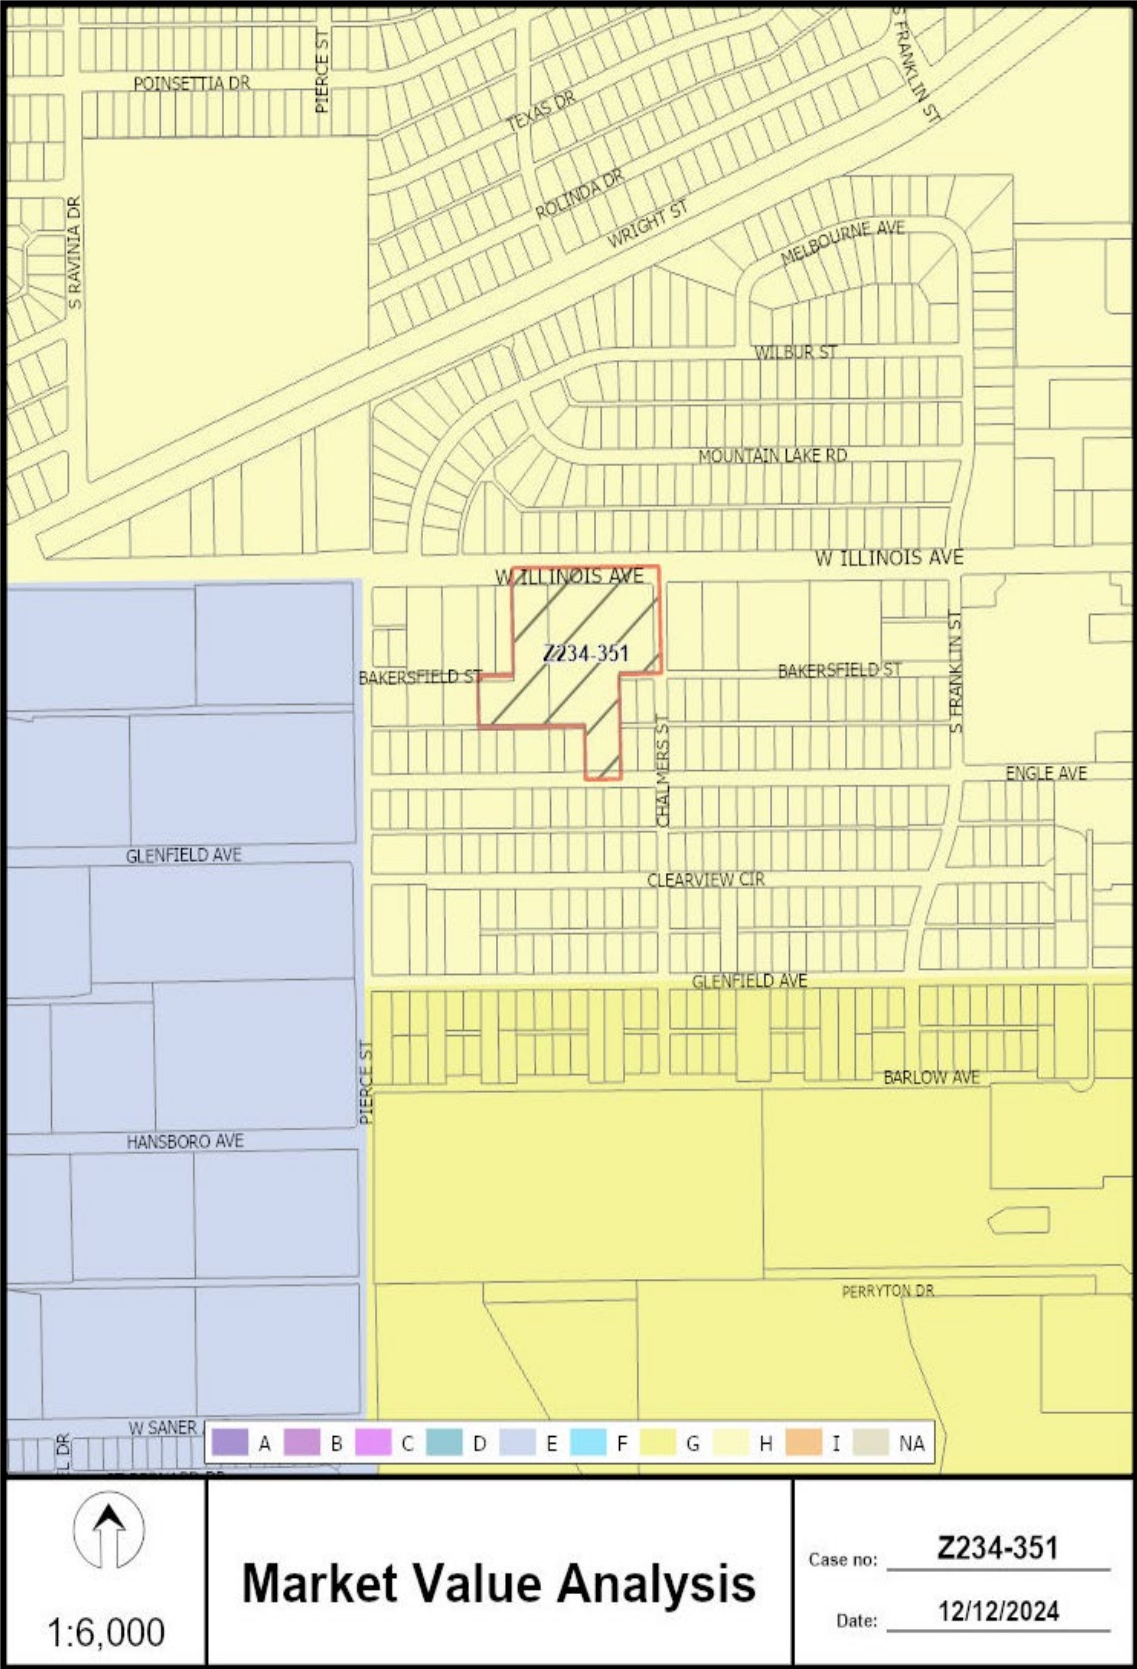 PIERCE ST
S FRANKLIN ST
POINSETTIA DR
TEXAS DR
ROLINDA DR
WRIGHT ST
S RAVINIA DR
MELBOURNE AVE
WILBUR ST
MOUNTAIN LAKE RD
W ILLINOIS AVE
W ILLINOIS AVE
Z234-351
BAKERSFIELD ST
BAKERSFIELD ST
S FRANKLIN ST
CHALMERS ST
ENGLE AVE
GLENFIELD AVE
CLEARVIEW CIR
GLENFIELD AVE
PIERCE ST
BARLOW AVE
HANSBORO AVE
PERRYTON DR
W SANER
DR
A B C D E F G H I NA
1:6,000
Market Value Analysis
Case no: Z234-351
Date: 12/12/2024